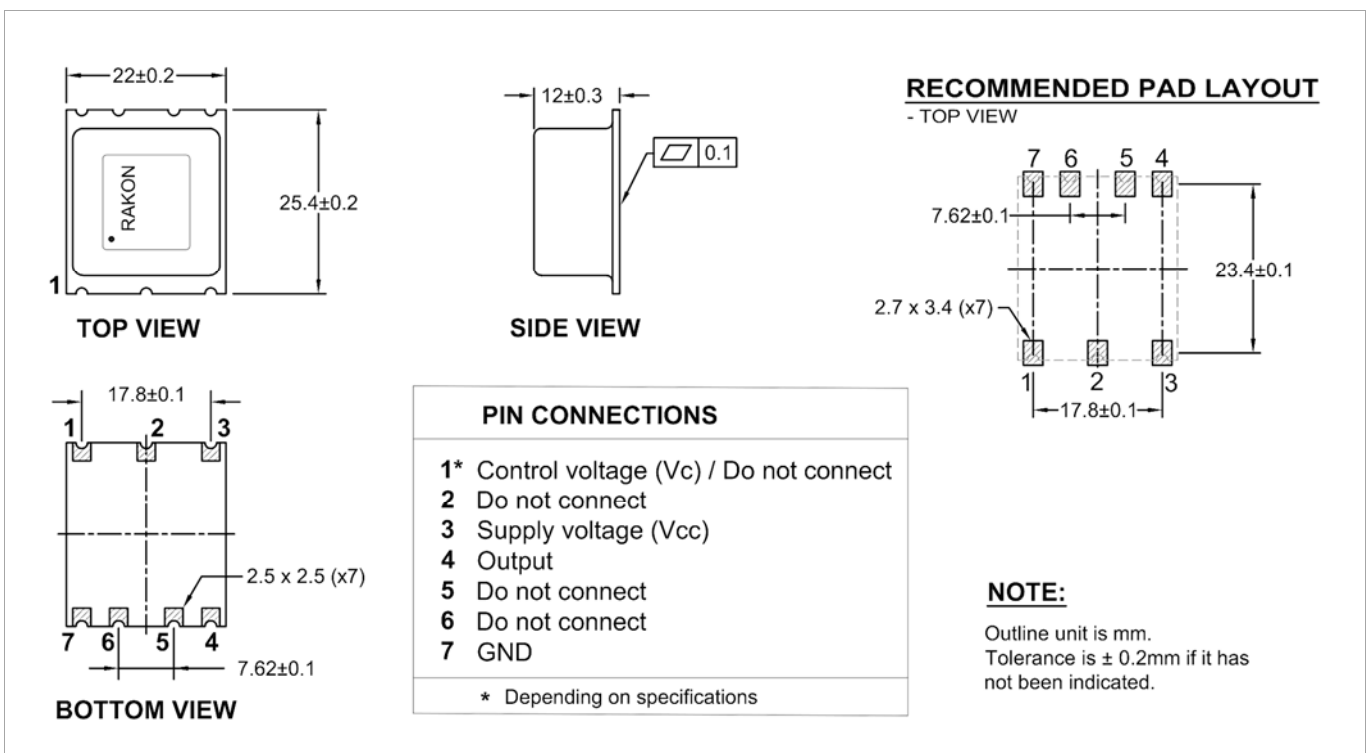 22±0.2
RAKON
25.4±0.2
1
TOP VIEW
12±0.3
0.1
SIDE VIEW
RECOMMENDED PAD LAYOUT
- TOP VIEW
7 6 5 4
7.62±0.1
23.4±0.1
2.7 x 3.4 (x7)
1 2 3
17.8±0.1
17.8±0.1
1 2 3
2.5 x 2.5 (x7)
7 6 5 4
7.62±0.1
BOTTOM VIEW
PIN CONNECTIONS
1* Control voltage (Vc) / Do not connect
2 Do not connect
3 Supply voltage (Vcc)
4 Output
5 Do not connect
6 Do not connect
7 GND
* Depending on specifications
NOTE:
Outline unit is mm.
Tolerance is ± 0.2mm if it has
not been indicated.